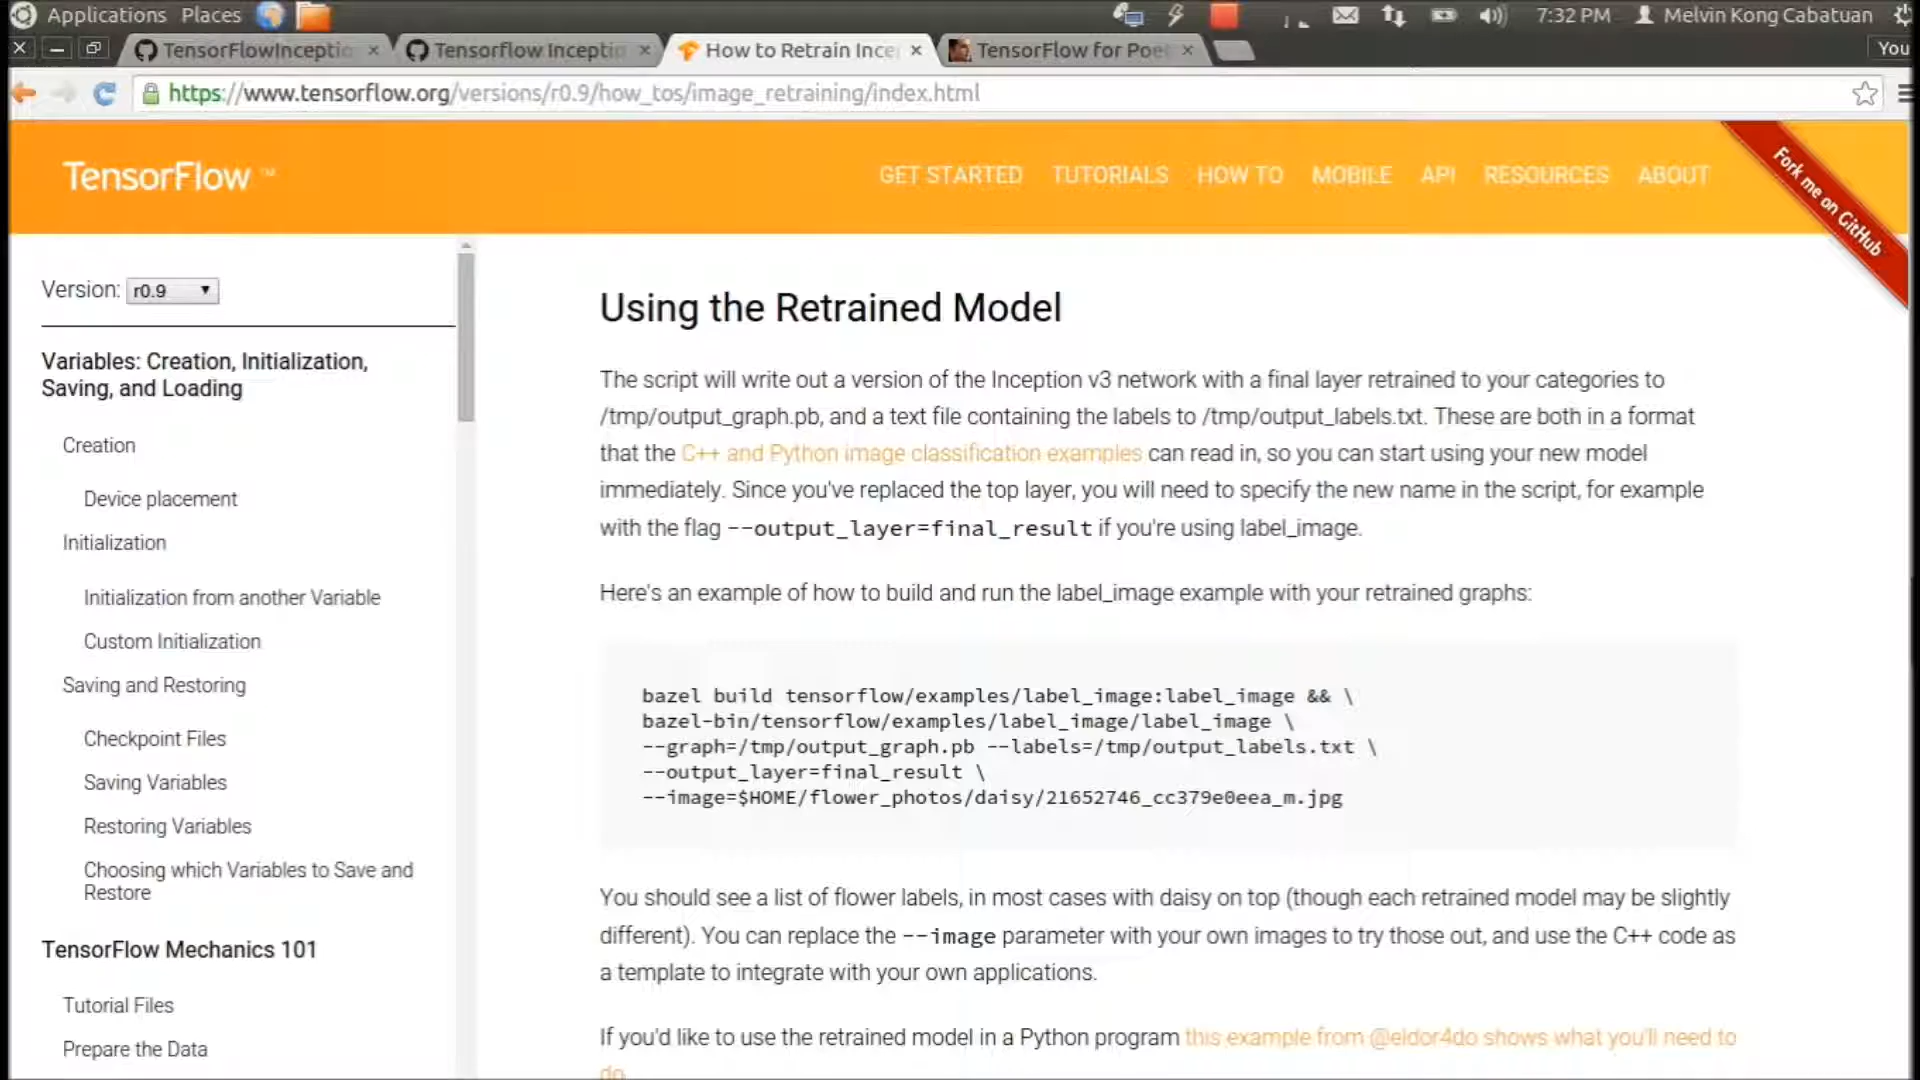 Applications Places 7:32 PM Melvin Kong Cabatuan
TensorFlowInceptio Tensorflow Inceptio How to Retrain Ince TensorFlow for Poe You
https://www.tensorflow.org/versions/r0.9/how_tos/image_retraining/index.html
TensorFlow ™ GET STARTED TUTORIALS HOW TO MOBILE API RESOURCES ABOUT
Fork me on GitHub
Version: r0.9
Variables: Creation, Initialization,
Saving, and Loading
Creation
Device placement
Initialization
Initialization from another Variable
Custom Initialization
Saving and Restoring
Checkpoint Files
Saving Variables
Restoring Variables
Choosing which Variables to Save and
Restore
TensorFlow Mechanics 101
Tutorial Files
Prepare the Data
Using the Retrained Model
The script will write out a version of the Inception v3 network with a final layer retrained to your categories to
/tmp/output_graph.pb, and a text file containing the labels to /tmp/output_labels.txt. These are both in a format
that the C++ and Python image classification examples can read in, so you can start using your new model
immediately. Since you've replaced the top layer, you will need to specify the new name in the script, for example
with the flag --output_layer=final_result if you're using label_image.
Here's an example of how to build and run the label_image example with your retrained graphs:
bazel build tensorflow/examples/label_image:label_image && \
bazel-bin/tensorflow/examples/label_image/label_image \
--graph=/tmp/output_graph.pb --labels=/tmp/output_labels.txt \
--output_layer=final_result \
--image=$HOME/flower_photos/daisy/21652746_cc379e0eea_m.jpg
You should see a list of flower labels, in most cases with daisy on top (though each retrained model may be slightly
different). You can replace the --image parameter with your own images to try those out, and use the C++ code as
a template to integrate with your own applications.
If you'd like to use the retrained model in a Python program this example from @eldor4do shows what you'll need to
do